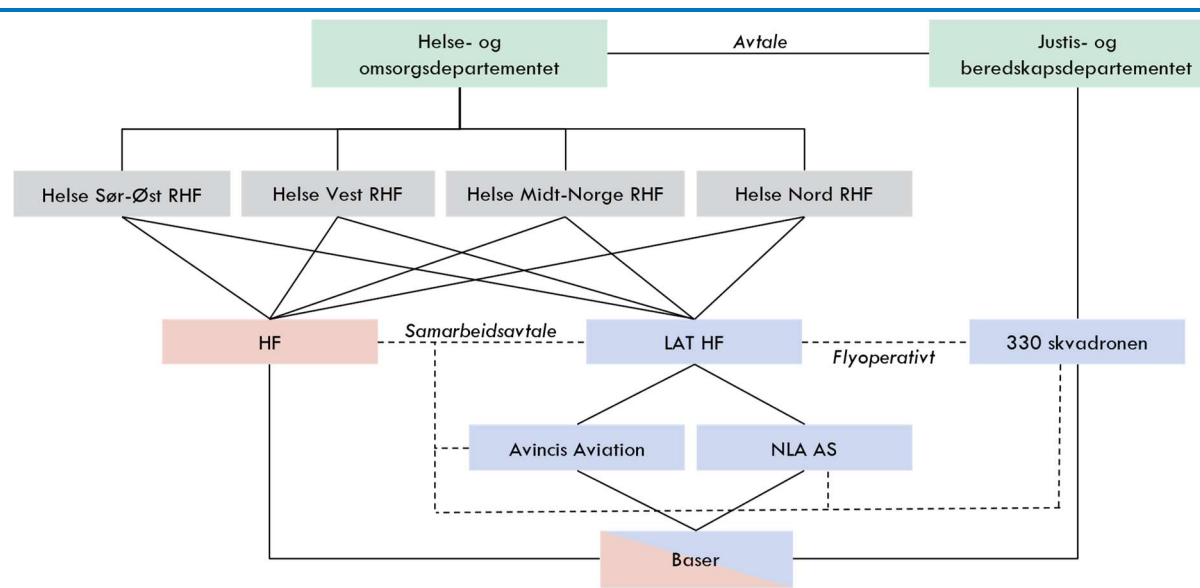 Helse- og
omsorgsdepartementet
Avtale
Justis- og
beredskapsdepartementet
Helse Sør-Øst RHF
Helse Vest RHF
Helse Midt-Norge RHF
Helse Nord RHF
HF
Samarbeidsavtale
LAT HF
Flyoperativt
330 skvadronen
Avincis Aviation
NLA AS
Baser